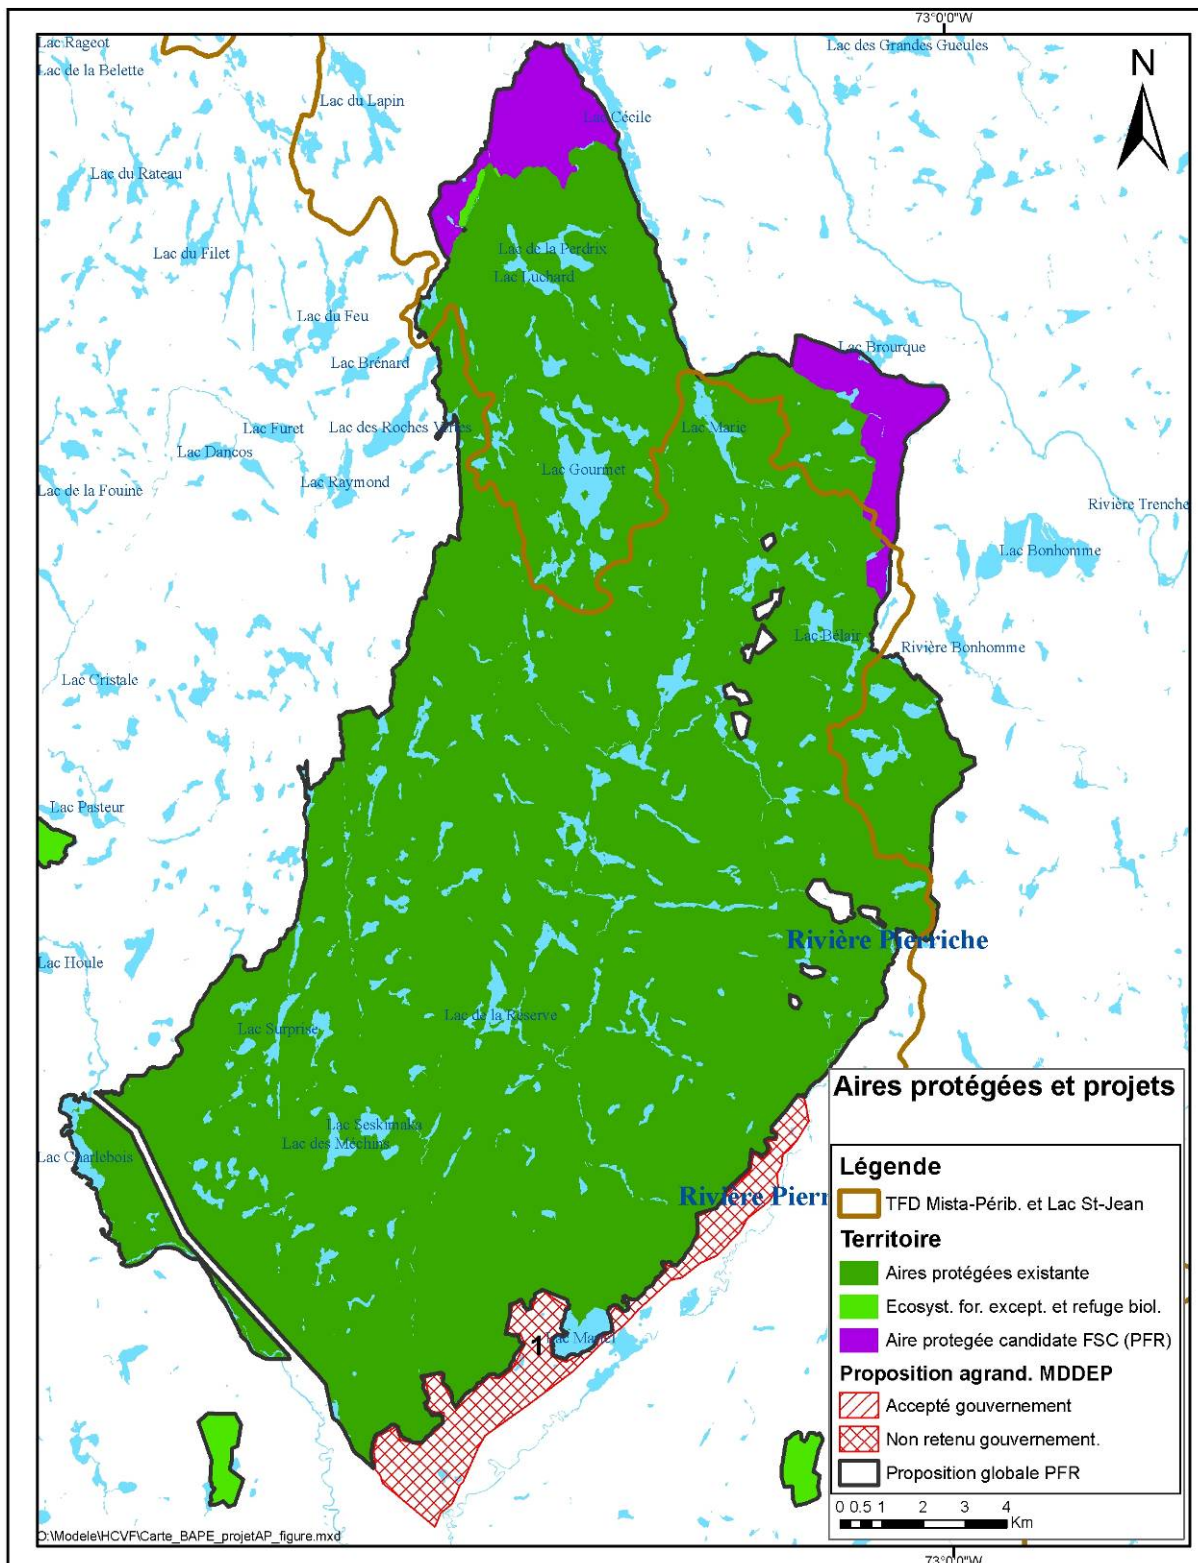 73°0'0"W
Lac Rageot
Lac des Grandes Gueules
Lac de la Belette
N
Lac du Lapin
Lac Cécile
Lac du Rateau
Lac de la Perdrix
Lac du Filet
Lac Luchard
Lac du Feu
Lac Brourque
Lac Brénard
Lac Furet
Lac des Roches Vertes
Lac Marie
Lac Dancos
Lac Gourmet
Lac de la Fouine
Lac Raymond
Rivière Trenche
Lac Bonhomme
Lac Bélair
Rivière Bonhomme
Lac Cristale
Lac Pasteur
Rivière Pierriche
Lac Houle
Lac de la Réserve
Lac Surprise
Aires protégées et projets
Lac Seskimaka
Lac des Méchins
Lac Charlebois
Légende
Rivière Pierr
TFD Mista-Périb. et Lac St-Jean
Territoire
Aires protégées existante
Ecosyst. for. except. et refuge biol.
Aire protegée candidate FSC (PFR)
1
Lac
Proposition agrand. MDDEP
Accepté gouvernement
Non retenu gouvernement.
Proposition globale PFR
0 0.5 1 2 3 4
Km
O:\Modele\HCVF\Carte_BAPE_projetAP_figure.mxd
73°0'0"W